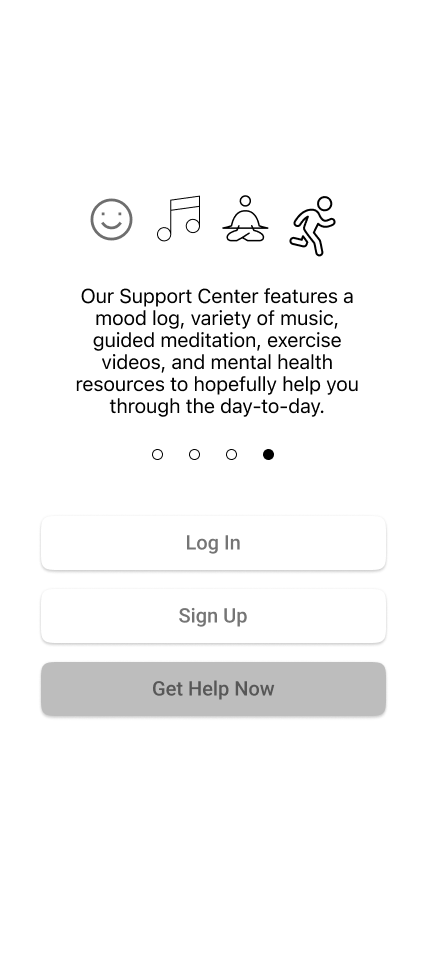 Our Support Center features a
mood log, variety of music,
guided meditation, exercise
videos, and mental health
resources to hopefully help you
through the day-to-day.
Log In
Sign Up
Get Help Now